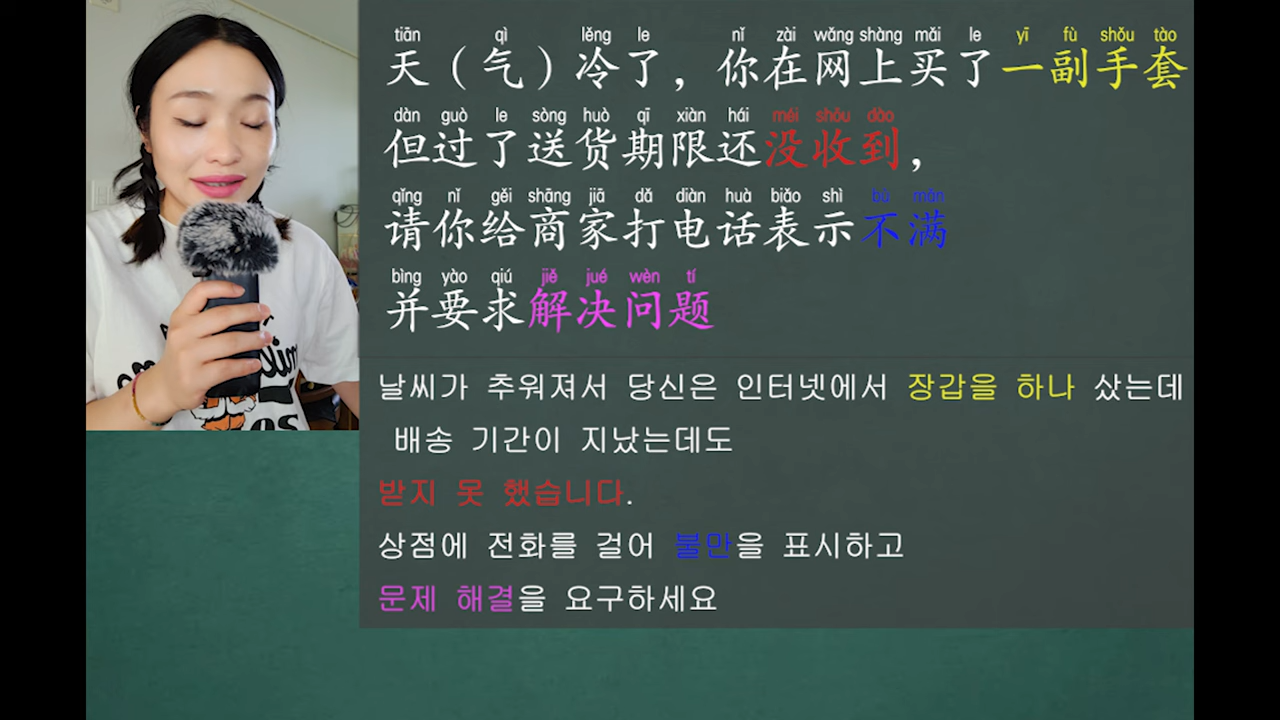 tiān qì lěng le nǐ zài wǎng shàng mǎi le yī fù shǒu tào
天（气）冷了，你在网上买了一副手套
dàn guò le sòng huò qī xiàn hái méi shōu dào
但过了送货期限还没收到，
qǐng nǐ gěi shāng jiā dǎ diàn huà biǎo shì bù mǎn
请你给商家打电话表示不满
bìng yào qiú jiě jué wèn tí
并要求解决问题
날씨가 추워져서 당신은 인터넷에서 장갑을 하나 샀는데
배송 기간이 지났는데도
받지 못 했습니다.
상점에 전화를 걸어 불만을 표시하고
문제 해결을 요구하세요